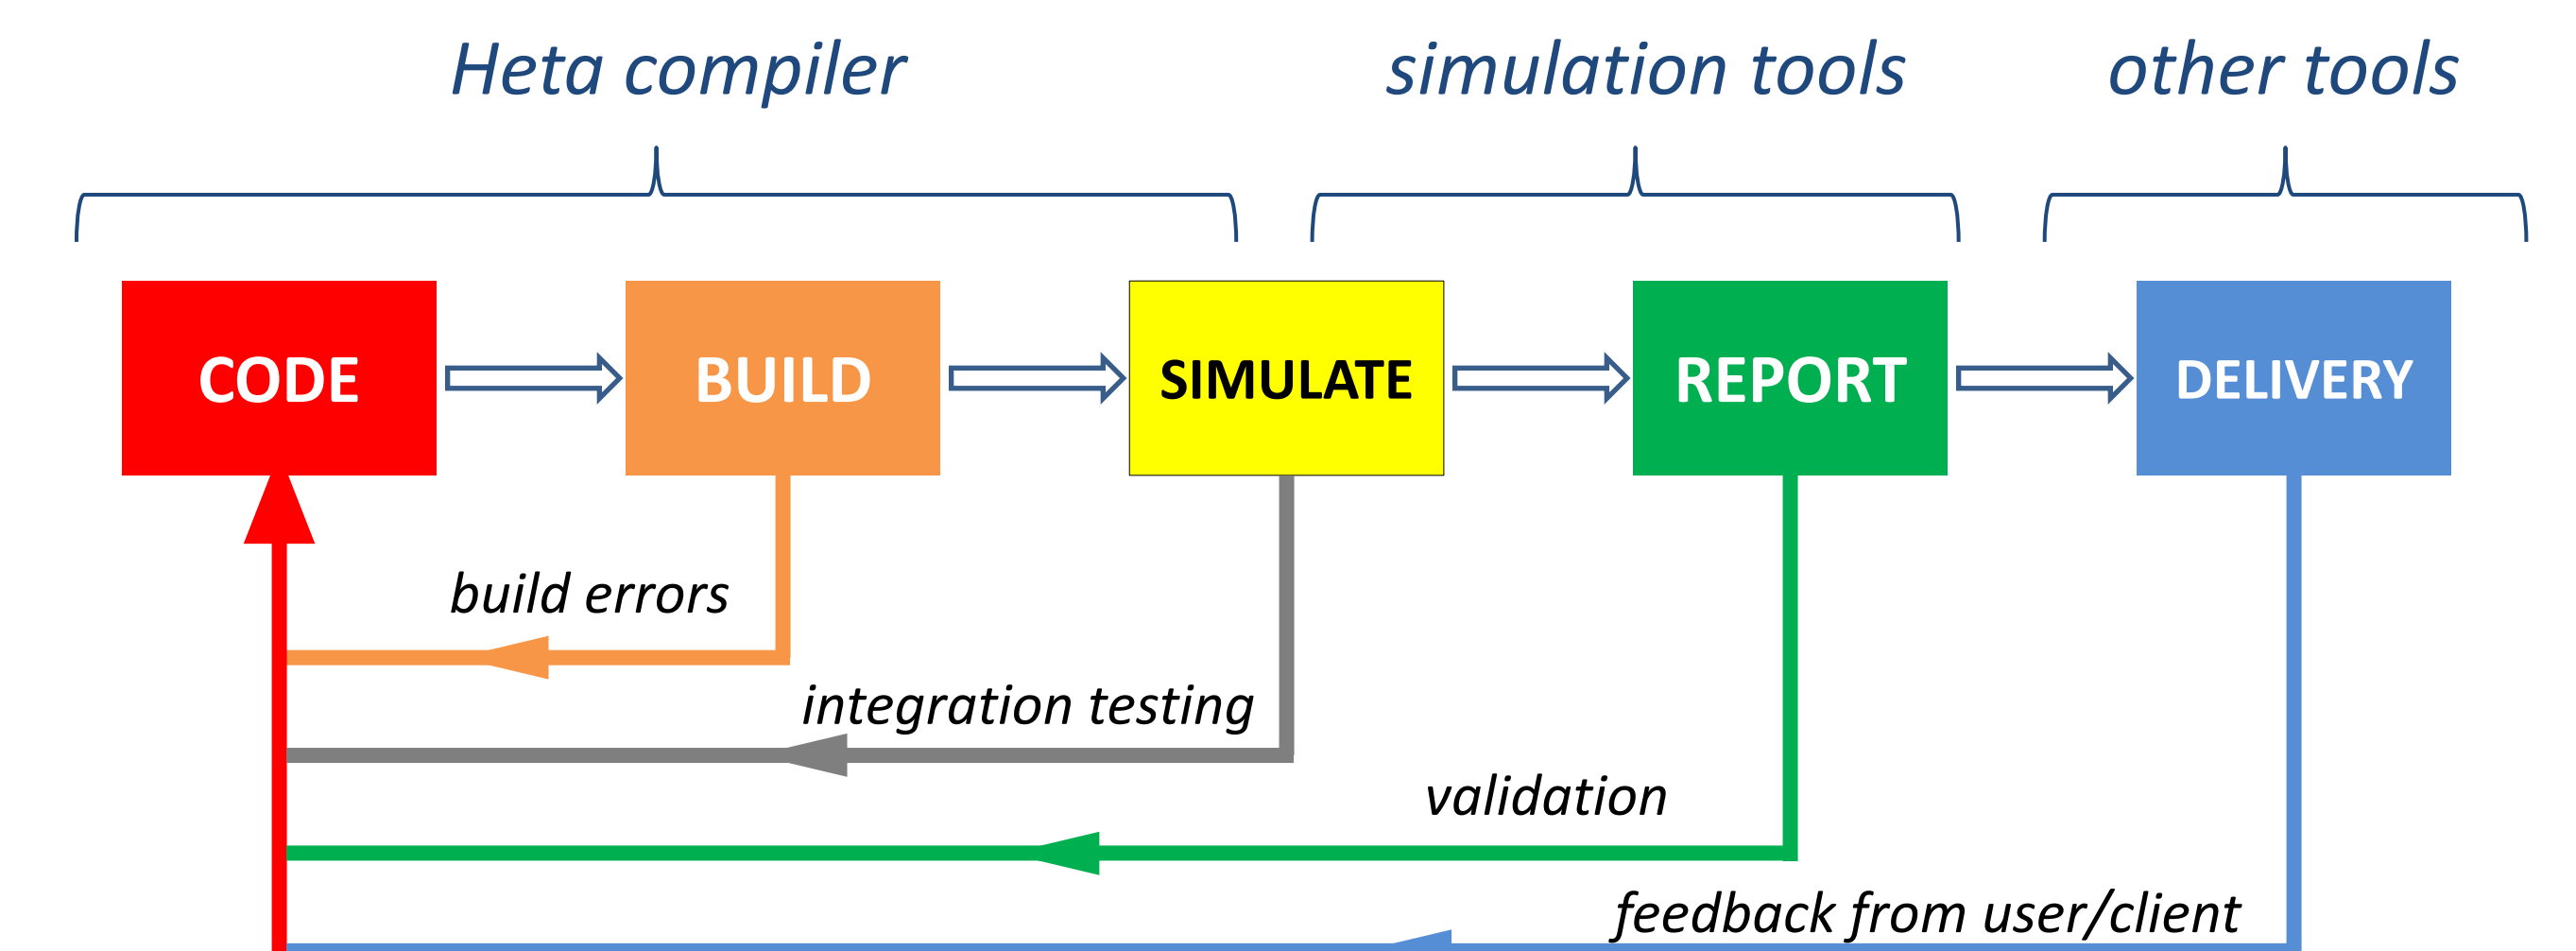 Heta compiler
simulation tools
other tools
CODE
BUILD
SIMULATE
REPORT
DELIVERY
build errors
integration testing
validation
feedback from user/client